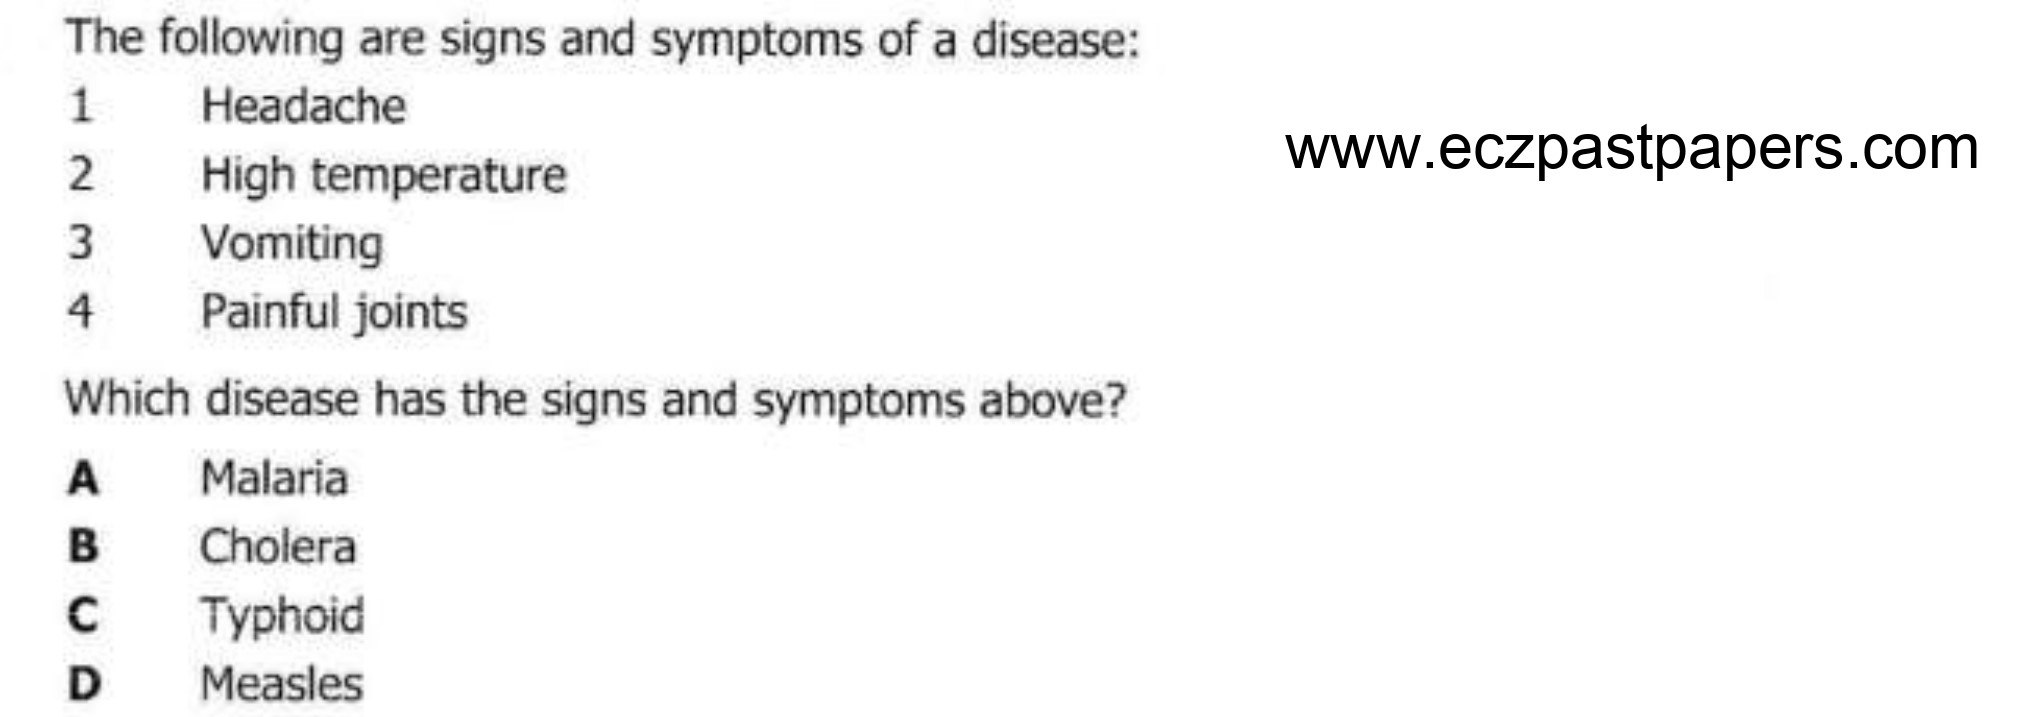 The following are signs and symptoms of a disease:
1 Headache
www.eczpastpapers.com
2 High temperature
3 Vomiting
4 Painful joints
Which disease has the signs and symptoms above?
A Malaria
B Cholera
C Typhoid
D Measles